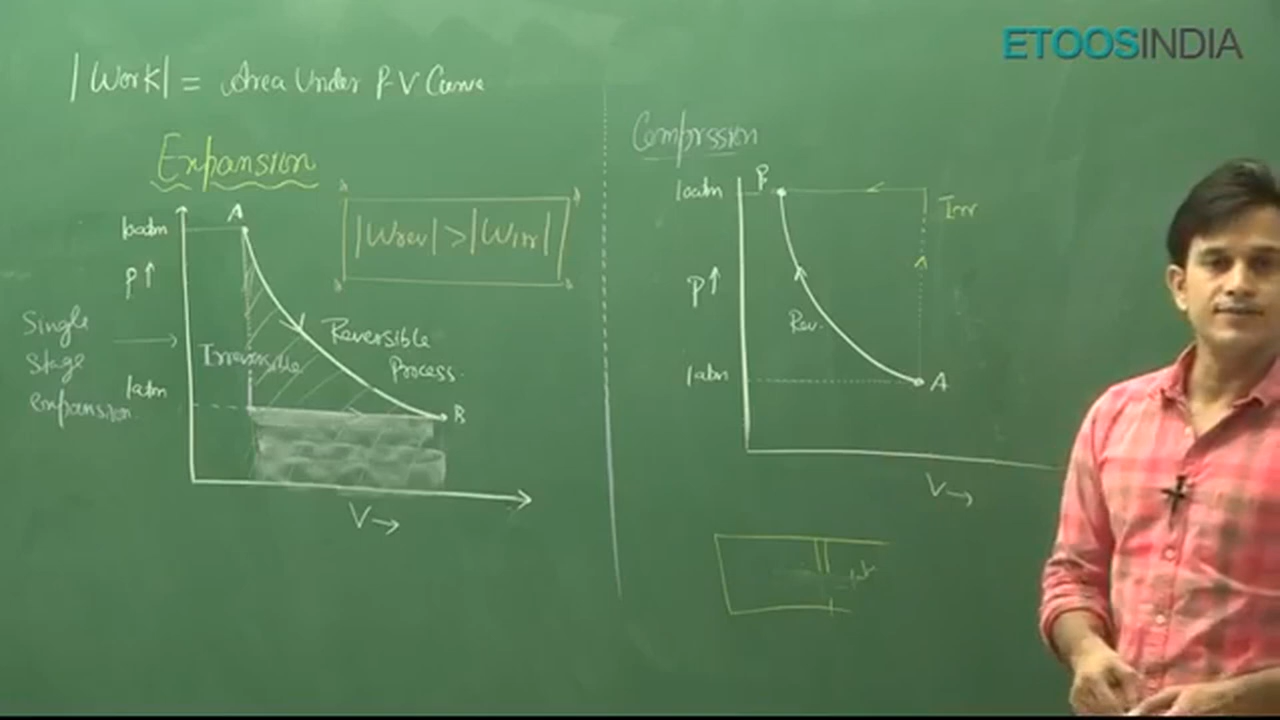 ETOOSINDIA
|Work| = Area Under P-V Curve
Expansion
A
10atm
P↑
|Wrev| > |Wirr|
Single
Stage
expansion
Irreversible
Reversible
Process.
1atm
B
V→
Comprssion
10atm
Irr
P↑
Rev.
1atm
A
V→